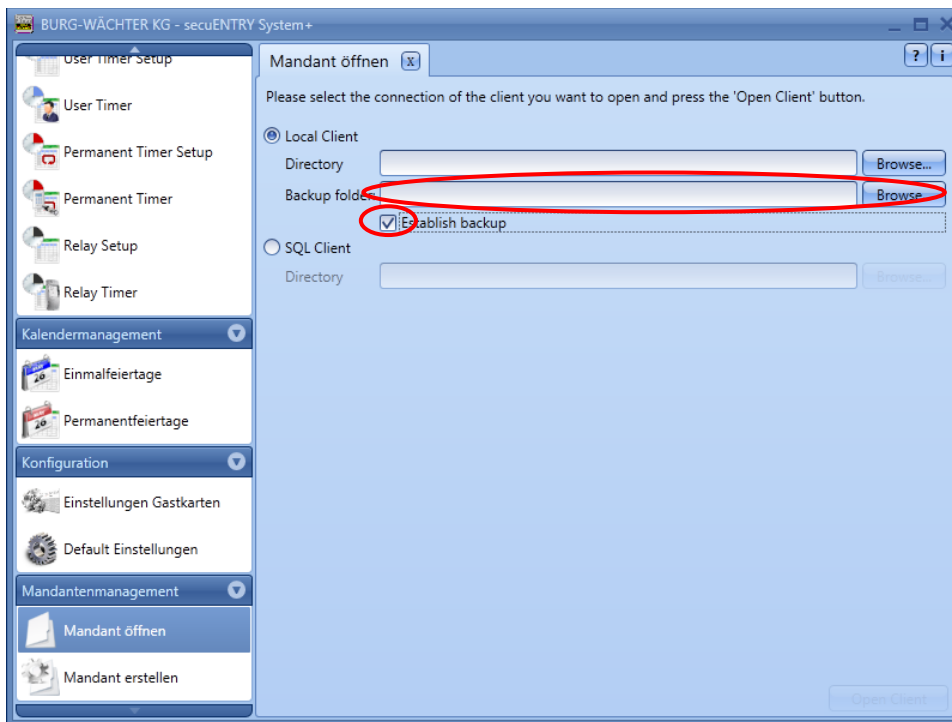 BURG-WÄCHTER KG - secuENTRY System+
User Timer Setup
User Timer
Permanent Timer Setup
Permanent Timer
Relay Setup
Relay Timer
Kalendermanagement
Einmalfeiertage
Permanentfeiertage
Konfiguration
Einstellungen Gastkarten
Default Einstellungen
Mandantenmanagement
Mandant öffnen
Mandant erstellen
Mandant öffnen x
? i
Please select the connection of the client you want to open and press the 'Open Client' button.
Local Client
Directory Browse...
Backup folder Browse...
Establish backup
SQL Client
Directory Browse...
Open Client